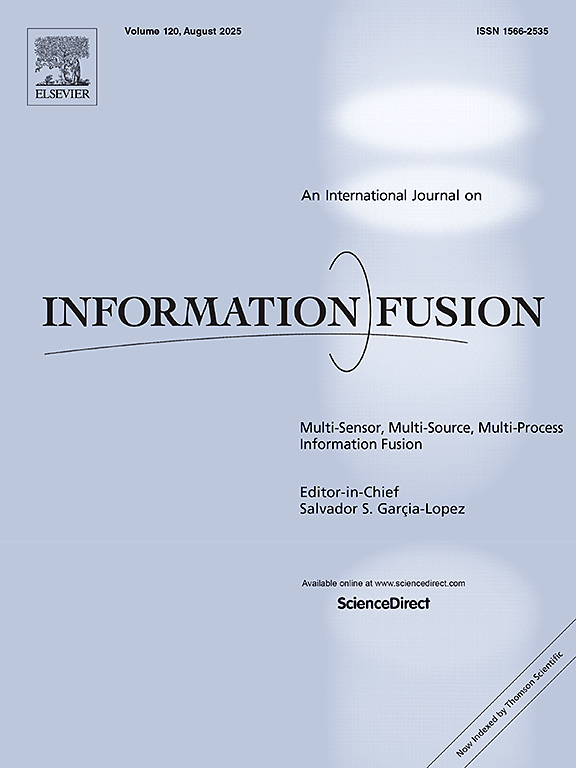 Volume 120, August 2025
ISSN 1566-2535
ELSEVIER
An International Journal on
INFORMATION FUSION
Multi-Sensor, Multi-Source, Multi-Process
Information Fusion
Editor-in-Chief
Salvador S. Garçia-Lopez
Available online at www.sciencedirect.com
ScienceDirect
Now Indexed by Thomson Scientific